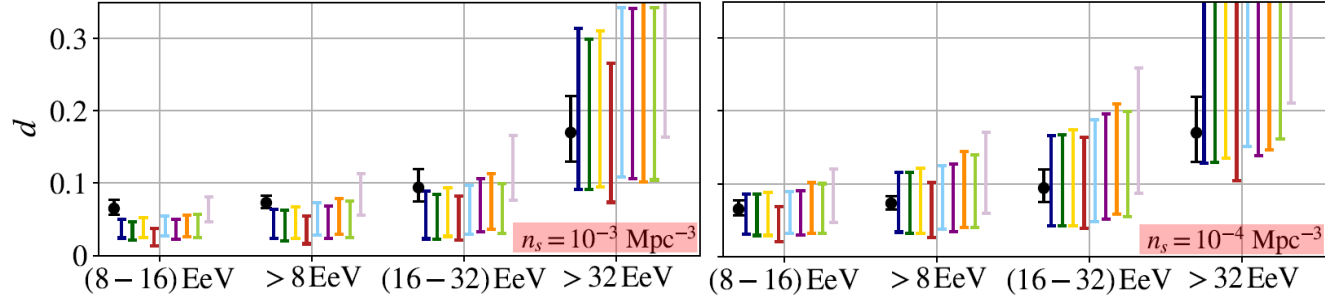 0.3
0.2
0.1
0
d
n_s = 10⁻³ Mpc⁻³
(8 − 16) EeV
> 8 EeV
(16 − 32) EeV
> 32 EeV
n_s = 10⁻⁴ Mpc⁻³
(8 − 16) EeV
> 8 EeV
(16 − 32) EeV
> 32 EeV